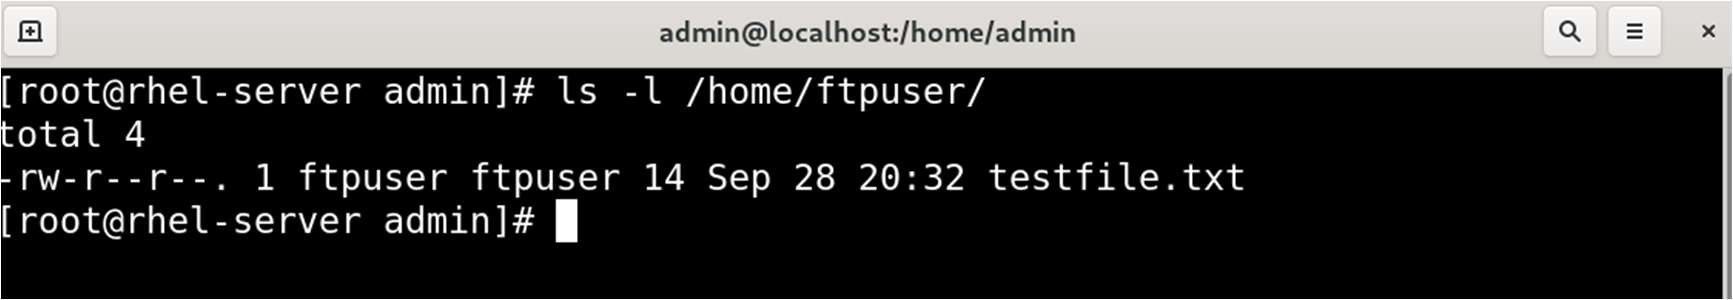 admin@localhost:/home/admin
[root@rhel-server admin]# ls -l /home/ftpuser/
total 4
-rw-r--r--. 1 ftpuser ftpuser 14 Sep 28 20:32 testfile.txt
[root@rhel-server admin]#